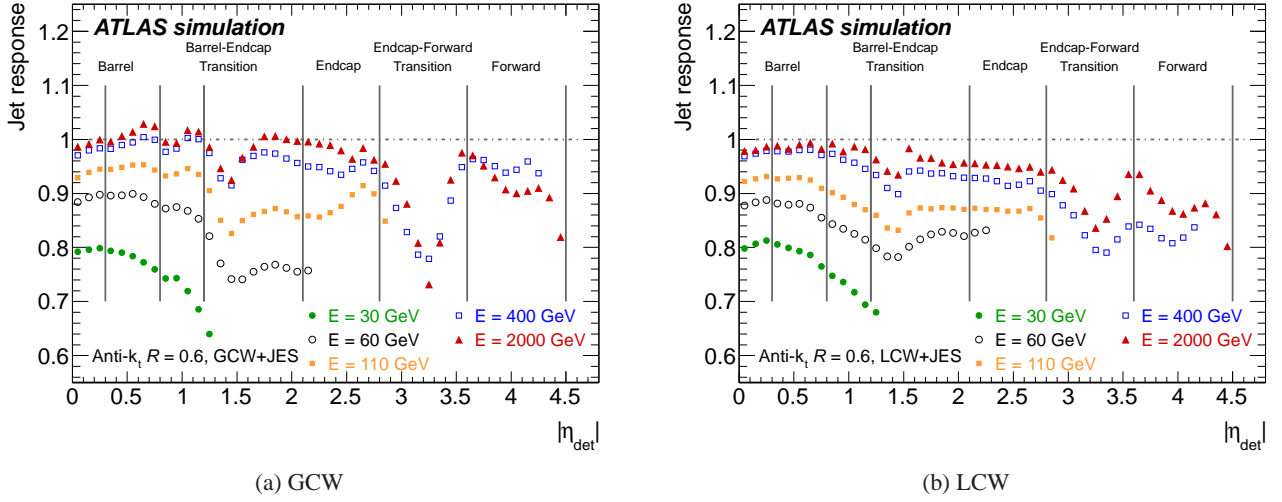 ATLAS simulation
Barrel-Endcap
Endcap-Forward
Barrel
Transition
Endcap
Transition
Forward
Jet response
1.2
1.1
1
0.9
0.8
0.7
0.6
E = 30 GeV
E = 400 GeV
E = 60 GeV
E = 2000 GeV
Anti-kt R = 0.6, GCW+JES
E = 110 GeV
0 0.5 1 1.5 2 2.5 3 3.5 4 4.5
|ηdet|
(a) GCW
ATLAS simulation
Barrel-Endcap
Endcap-Forward
Barrel
Transition
Endcap
Transition
Forward
Jet response
1.2
1.1
1
0.9
0.8
0.7
0.6
E = 30 GeV
E = 400 GeV
E = 60 GeV
E = 2000 GeV
Anti-kt R = 0.6, LCW+JES
E = 110 GeV
0 0.5 1 1.5 2 2.5 3 3.5 4 4.5
|ηdet|
(b) LCW